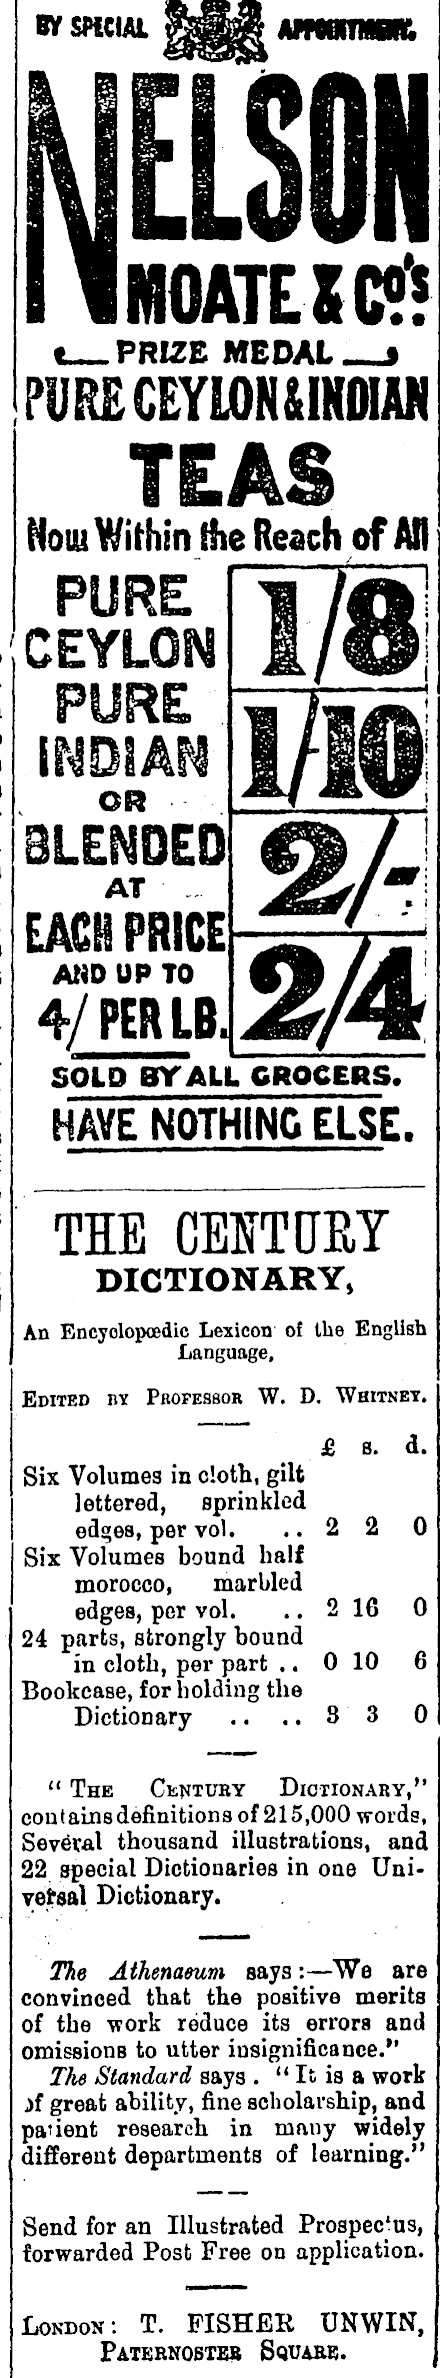 BY SPECIAL APPOINTMENT.
NELSON
MOATE & Co's
PRIZE MEDAL
PURE CEYLON & INDIAN
TEAS
Now Within the Reach of All
PURE
CEYLON
PURE
INDIAN
OR
BLENDED
AT
EACH PRICE
AND UP TO
4/ PER LB.
1/8
1/10
2/-
2/4
SOLD BY ALL GROCERS.
HAVE NOTHING ELSE.
THE CENTURY
DICTIONARY,
An Encyclopœdic Lexicon of the English
Language,
EDITED BY PROFESSOR W. D. WHITNEY.
£ s. d.
Six Volumes in cloth, gilt
lettered, sprinkled
edges, per vol. .. 2 2 0
Six Volumes bound half
morocco, marbled
edges, per vol. .. 2 16 0
24 parts, strongly bound
in cloth, per part .. 0 10 6
Bookcase, for holding the
Dictionary .. .. 3 3 0
"THE CENTURY DICTIONARY,"
contains definitions of 215,000 words,
Several thousand illustrations, and
22 special Dictionaries in one Uni-
versal Dictionary.
The Athenaeum says:—We are
convinced that the positive merits
of the work reduce its errors and
omissions to utter insignificance."
The Standard says. "It is a work
of great ability, fine scholarship, and
patient research in many widely
different departments of learning."
Send for an Illustrated Prospectus,
forwarded Post Free on application.
LONDON: T. FISHER UNWIN,
PATERNOSTER SQUARE.